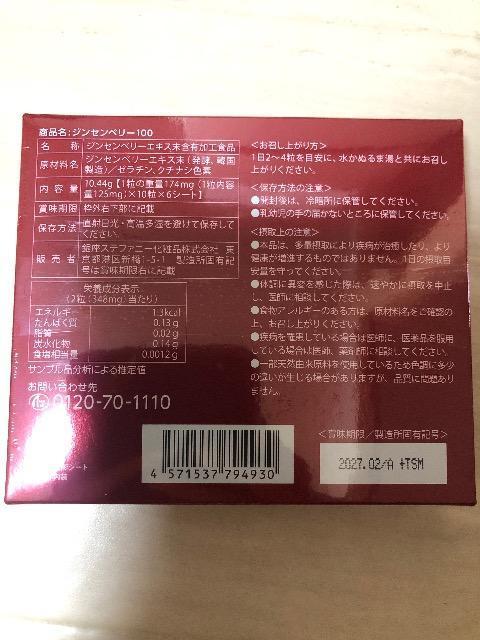 商品名:ジンセンベリー100
名 称 ジンセンベリーエキス末含有加工食品
原材料名 ジンセンベリーエキス末(発酵、韓国
製造)/ゼラチン、クチナシ色素
内 容 量 10.44g【1粒の重量174mg(1粒内容
量125mg)×10粒×6シート】
賞味期限 枠外右下部に記載
保存方法 直射日光・高温多湿を避けて保存してく
ださい。
販 売 者 銀座ステファニー化粧品株式会社 東
京都港区新橋1-5-1 製造所固有記
号は賞味期限右に記載
栄養成分表示
(2粒(348mg)当たり)
エネルギー 1.3kcal
たんぱく質 0.13g
脂質 0.02g
炭水化物 0.14g
食塩相当量 0.0012g
サンプル品分析による推定値
お問い合わせ先
0120-70-1110
シート
内袋
4 571537 794930
<お召し上がり方>
1日2〜4粒を目安に、水かぬるま湯と共にお召し
上がりください。
<保存方法の注意>
●開封後は、冷暗所に保管してください。
●乳幼児の手の届かないところに保管してください。
<摂取上の注意>
●本品は、多量摂取により疾病が治癒したり、より
健康が増進するものではありません。1日の摂取目
安量を守ってください。
●体調に異変を感じた際は、速やかに摂取を中止
し、医師に相談してください。
●食物アレルギーのある方は、原材料名をご確認の
上、お召し上がりください。
●疾病を罹患している場合は医師に、医薬品を服用
している場合は医師、薬剤師に相談してください。
●一部天然由来原料を使用しているため色調に多少
の違いが生じる場合がありますが、品質に問題あり
ません。
<賞味期限/製造所固有記号>
2027.02/A +TSM